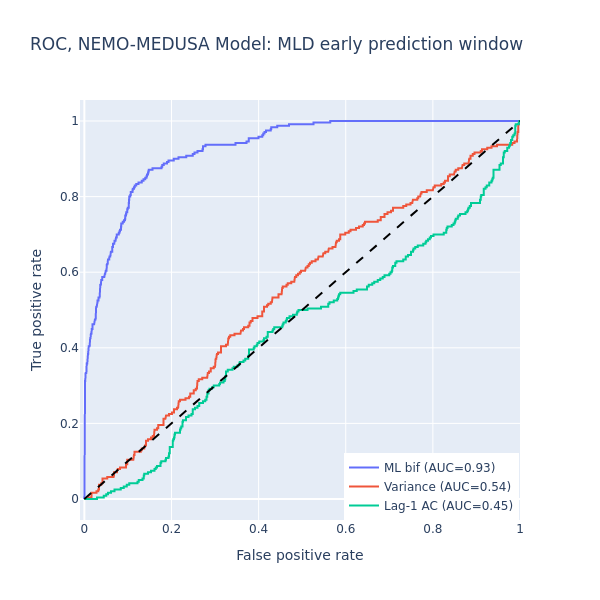 ROC, NEMO-MEDUSA Model: MLD early prediction window
True positive rate
1
0.8
0.6
0.4
0.2
0
ML bif (AUC=0.93)
Variance (AUC=0.54)
Lag-1 AC (AUC=0.45)
0 0.2 0.4 0.6 0.8 1
False positive rate